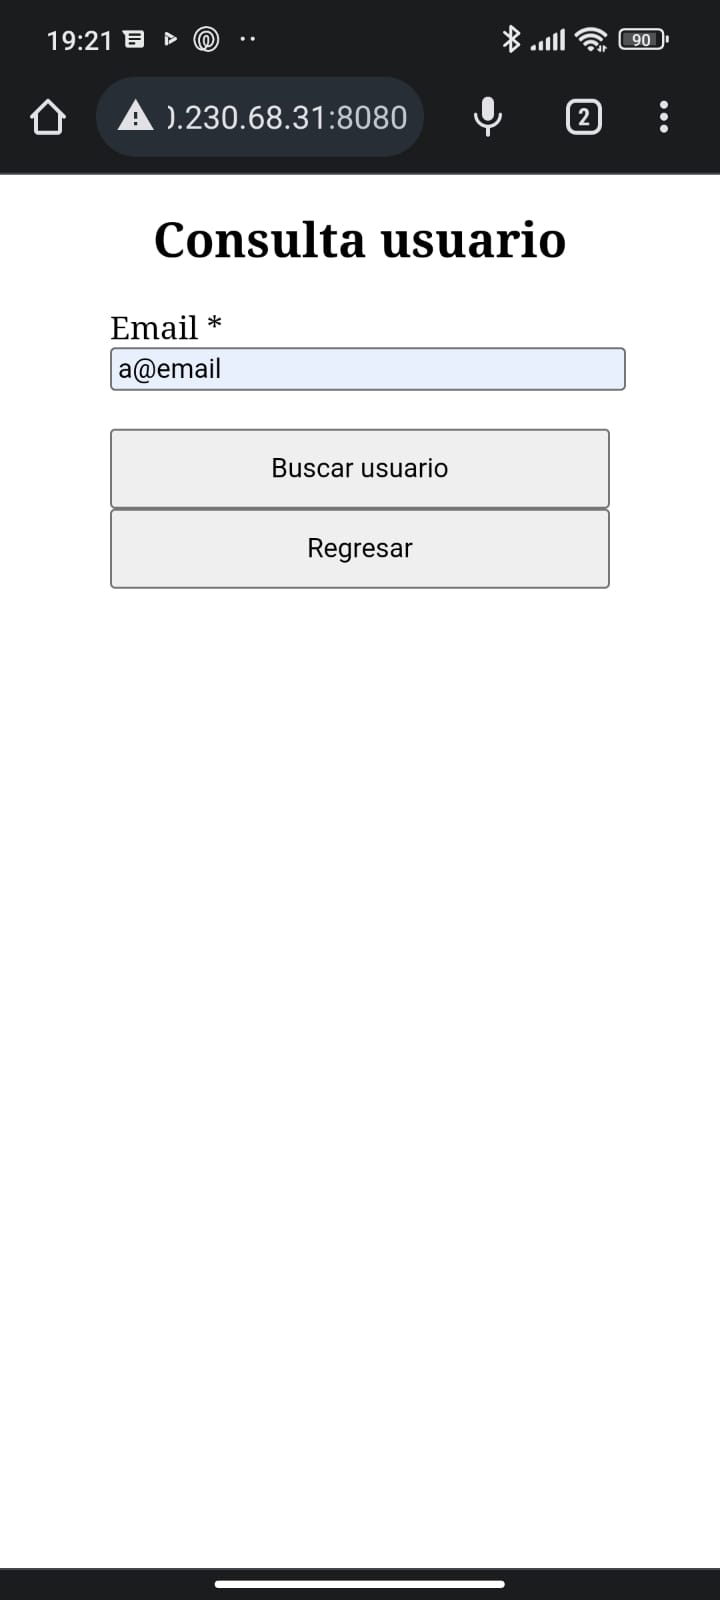 19:21
90
.230.68.31:8080
2
Consulta usuario
Email *
a@email
Buscar usuario
Regresar